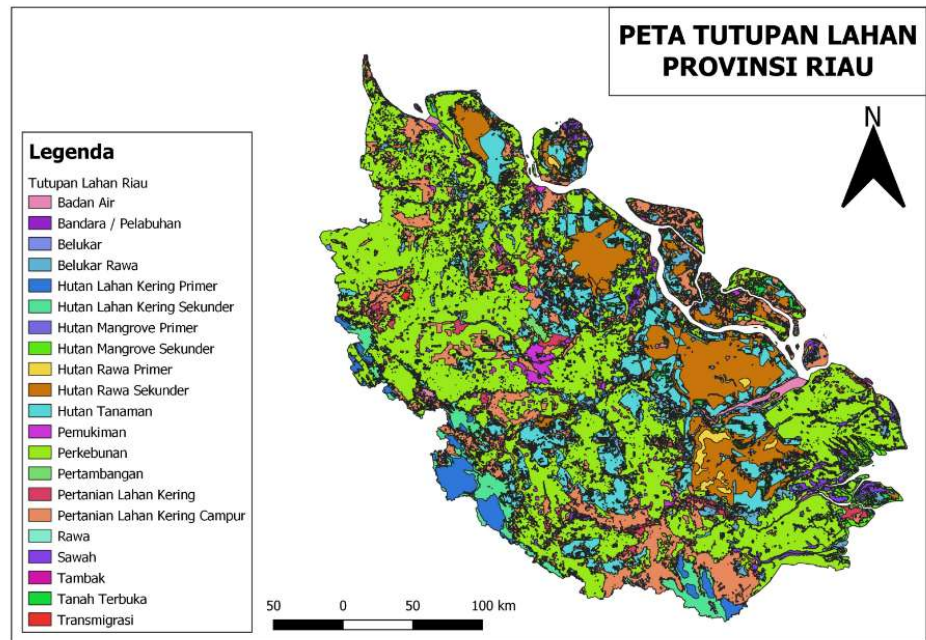 PETA TUTUPAN LAHAN
PROVINSI RIAU
N
Legenda
Tutupan Lahan Riau
Badan Air
Bandara / Pelabuhan
Belukar
Belukar Rawa
Hutan Lahan Kering Primer
Hutan Lahan Kering Sekunder
Hutan Mangrove Primer
Hutan Mangrove Sekunder
Hutan Rawa Primer
Hutan Rawa Sekunder
Hutan Tanaman
Pemukiman
Perkebunan
Pertambangan
Pertanian Lahan Kering
Pertanian Lahan Kering Campur
Rawa
Sawah
Tambak
Tanah Terbuka
Transmigrasi
50 0 50 100 km